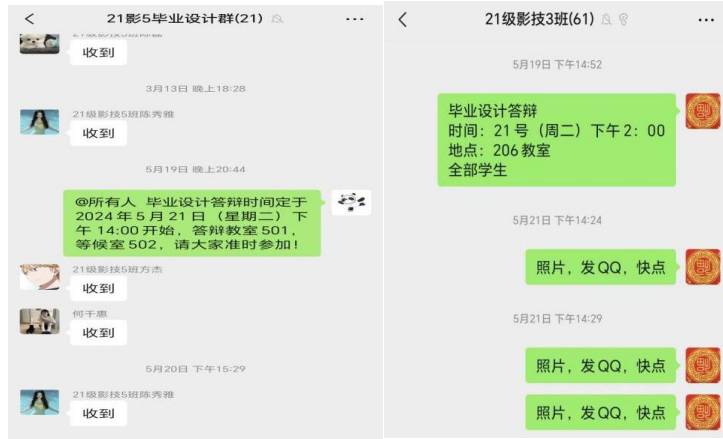 21影5毕业设计群(21)
收到
3月13日 晚上18:28
21级影技5班陈秀雅
收到
5月19日 晚上20:44
@所有人 毕业设计答辩时间定于
2024年5月21日（星期二）下
午 14:00 开始，答辩教室 501，
等候室 502，请大家准时参加！
21级影技5班方杰
收到
何千惠
收到
5月20日 下午15:29
21级影技5班陈秀雅
收到
21级影技3班(61)
5月19日 下午14:52
毕业设计答辩
时间：21号（周二）下午2：00
地点：206教室
全部学生
5月21日 下午14:24
照片，发QQ，快点
5月21日 下午14:29
照片，发QQ，快点
照片，发QQ，快点